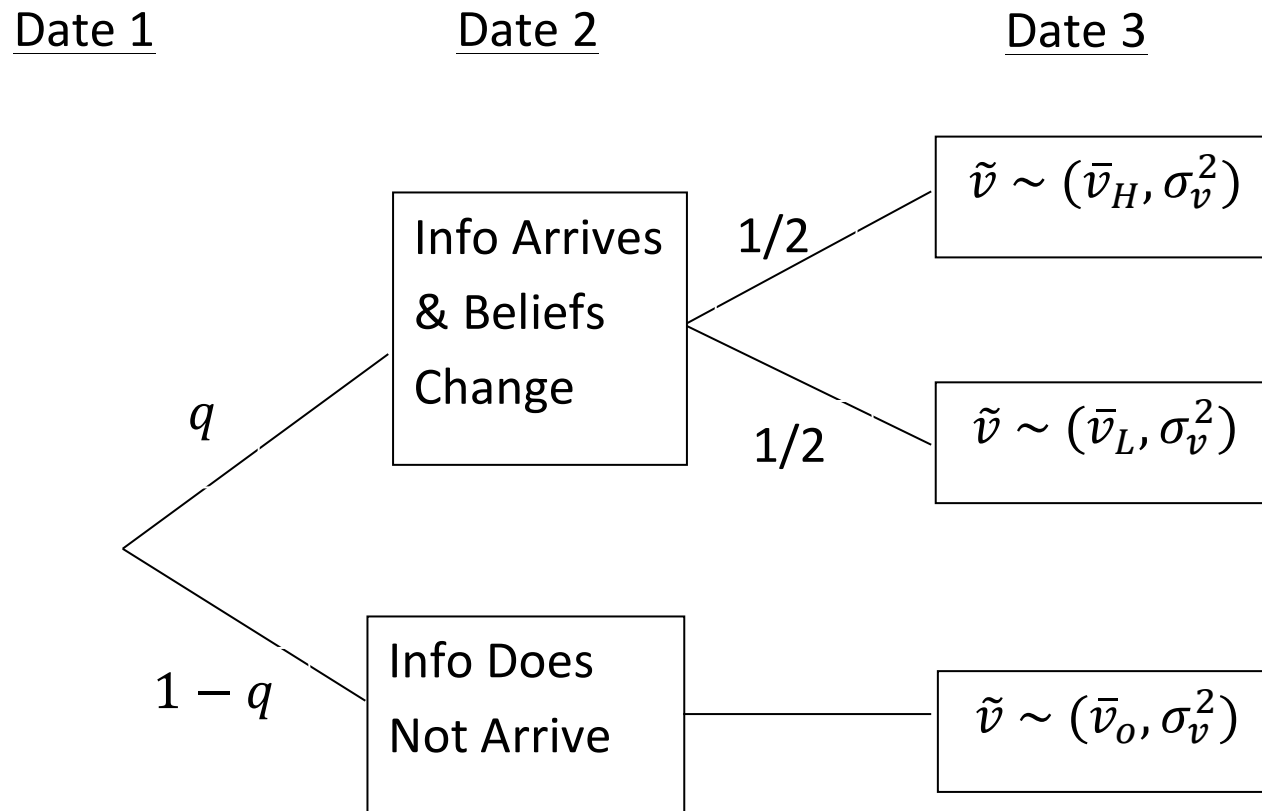 Date 1
Date 2
Date 3
Info Arrives
& Beliefs
Change
q
1/2
1/2
ṽ ~ (v̄_H, σ_v^2)
ṽ ~ (v̄_L, σ_v^2)
1 − q
Info Does
Not Arrive
ṽ ~ (v̄_o, σ_v^2)